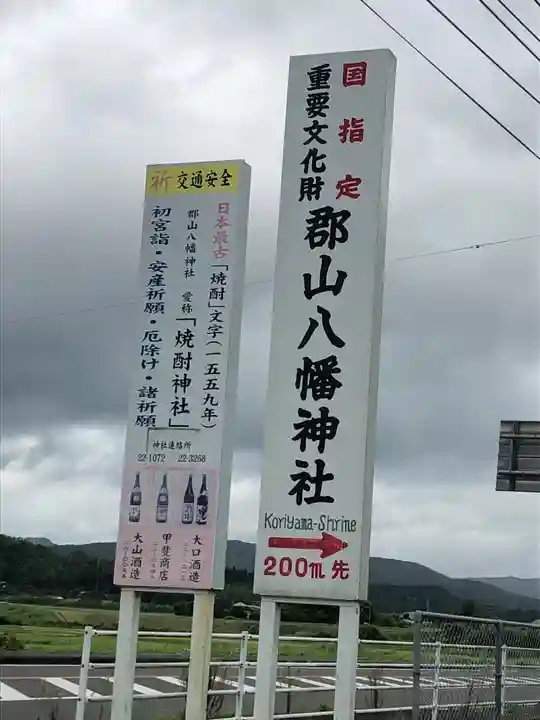 国指定
重要文化財
郡山八幡神社
Koriyama-Shrine
200m先
祈 交通安全
日本最古「焼酎」文字(一五五九年)
郡山八幡神社 愛称「焼酎神社」
初宮詣・安産祈願・厄除け・諸祈願
神社連絡所
22-1072 22-3268
大口酒造
甲斐商店
大山酒造